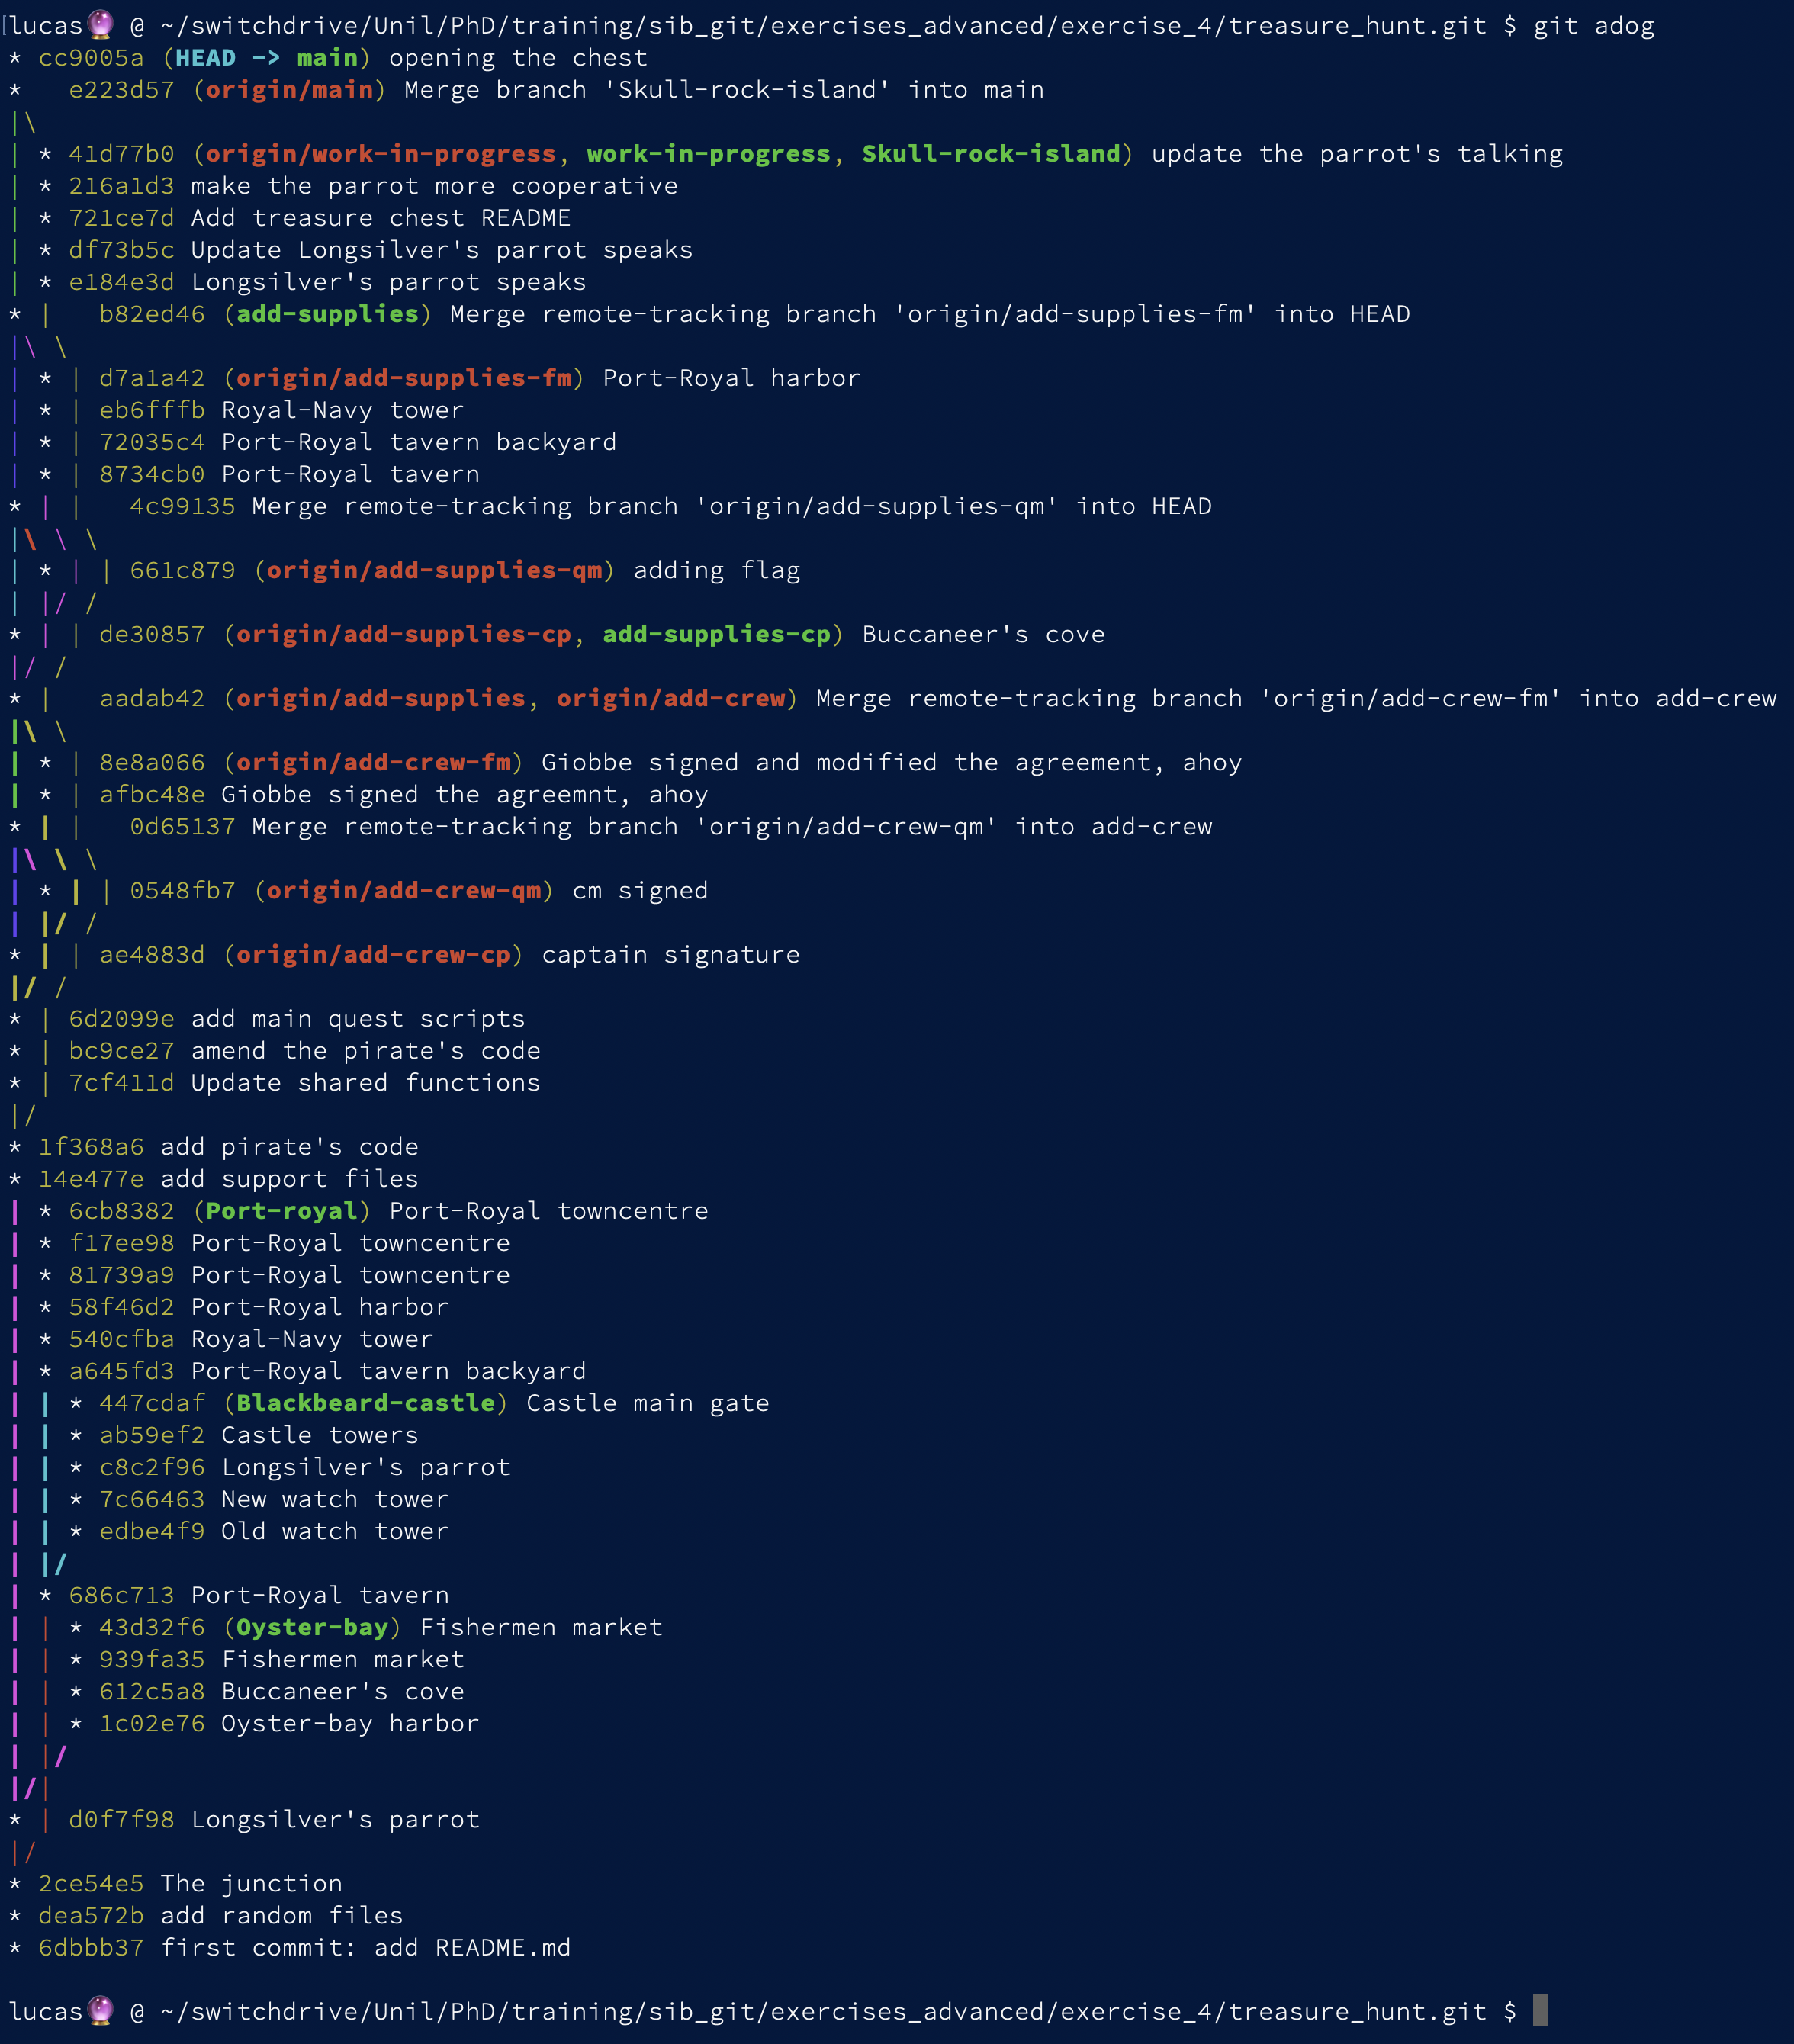 [lucas🔮 @ ~/switchdrive/Unil/PhD/training/sib_git/exercises_advanced/exercise_4/treasure_hunt.git $ git adog
* cc9005a (HEAD -> main) opening the chest
*   e223d57 (origin/main) Merge branch 'Skull-rock-island' into main
|\
| * 41d77b0 (origin/work-in-progress, work-in-progress, Skull-rock-island) update the parrot's talking
| * 216a1d3 make the parrot more cooperative
| * 721ce7d Add treasure chest README
| * df73b5c Update Longsilver's parrot speaks
| * e184e3d Longsilver's parrot speaks
* |   b82ed46 (add-supplies) Merge remote-tracking branch 'origin/add-supplies-fm' into HEAD
|\ \
| * | d7a1a42 (origin/add-supplies-fm) Port-Royal harbor
| * | eb6fffb Royal-Navy tower
| * | 72035c4 Port-Royal tavern backyard
| * | 8734cb0 Port-Royal tavern
* | |   4c99135 Merge remote-tracking branch 'origin/add-supplies-qm' into HEAD
|\ \ \
| * | | 661c879 (origin/add-supplies-qm) adding flag
| |/ /
* | | de30857 (origin/add-supplies-cp, add-supplies-cp) Buccaneer's cove
|/ /
* |   aadab42 (origin/add-supplies, origin/add-crew) Merge remote-tracking branch 'origin/add-crew-fm' into add-crew
|\ \
| * | 8e8a066 (origin/add-crew-fm) Giobbe signed and modified the agreement, ahoy
| * | afbc48e Giobbe signed the agreemnt, ahoy
* | |   0d65137 Merge remote-tracking branch 'origin/add-crew-qm' into add-crew
|\ \ \
| * | | 0548fb7 (origin/add-crew-qm) cm signed
| |/ /
* | | ae4883d (origin/add-crew-cp) captain signature
|/ /
* | 6d2099e add main quest scripts
* | bc9ce27 amend the pirate's code
* | 7cf411d Update shared functions
|/
* 1f368a6 add pirate's code
* 14e477e add support files
| * 6cb8382 (Port-royal) Port-Royal towncentre
| * f17ee98 Port-Royal towncentre
| * 81739a9 Port-Royal towncentre
| * 58f46d2 Port-Royal harbor
| * 540cfba Royal-Navy tower
| * a645fd3 Port-Royal tavern backyard
| | * 447cdaf (Blackbeard-castle) Castle main gate
| | * ab59ef2 Castle towers
| | * c8c2f96 Longsilver's parrot
| | * 7c66463 New watch tower
| | * edbe4f9 Old watch tower
| |/
| * 686c713 Port-Royal tavern
| | * 43d32f6 (Oyster-bay) Fishermen market
| | * 939fa35 Fishermen market
| | * 612c5a8 Buccaneer's cove
| | * 1c02e76 Oyster-bay harbor
| |/
|/|
* | d0f7f98 Longsilver's parrot
|/
* 2ce54e5 The junction
* dea572b add random files
* 6dbbb37 first commit: add README.md
lucas🔮 @ ~/switchdrive/Unil/PhD/training/sib_git/exercises_advanced/exercise_4/treasure_hunt.git $